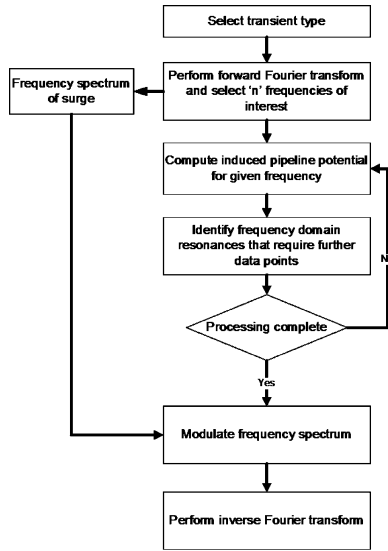 Select transient type
Frequency spectrum
of surge
Perform forward Fourier transform
and select ‘n’ frequencies of
interest
Compute induced pipeline potential
for given frequency
Identify frequency domain
resonances that require further
data points
N
Processing complete
Yes
Modulate frequency spectrum
Perform inverse Fourier transform